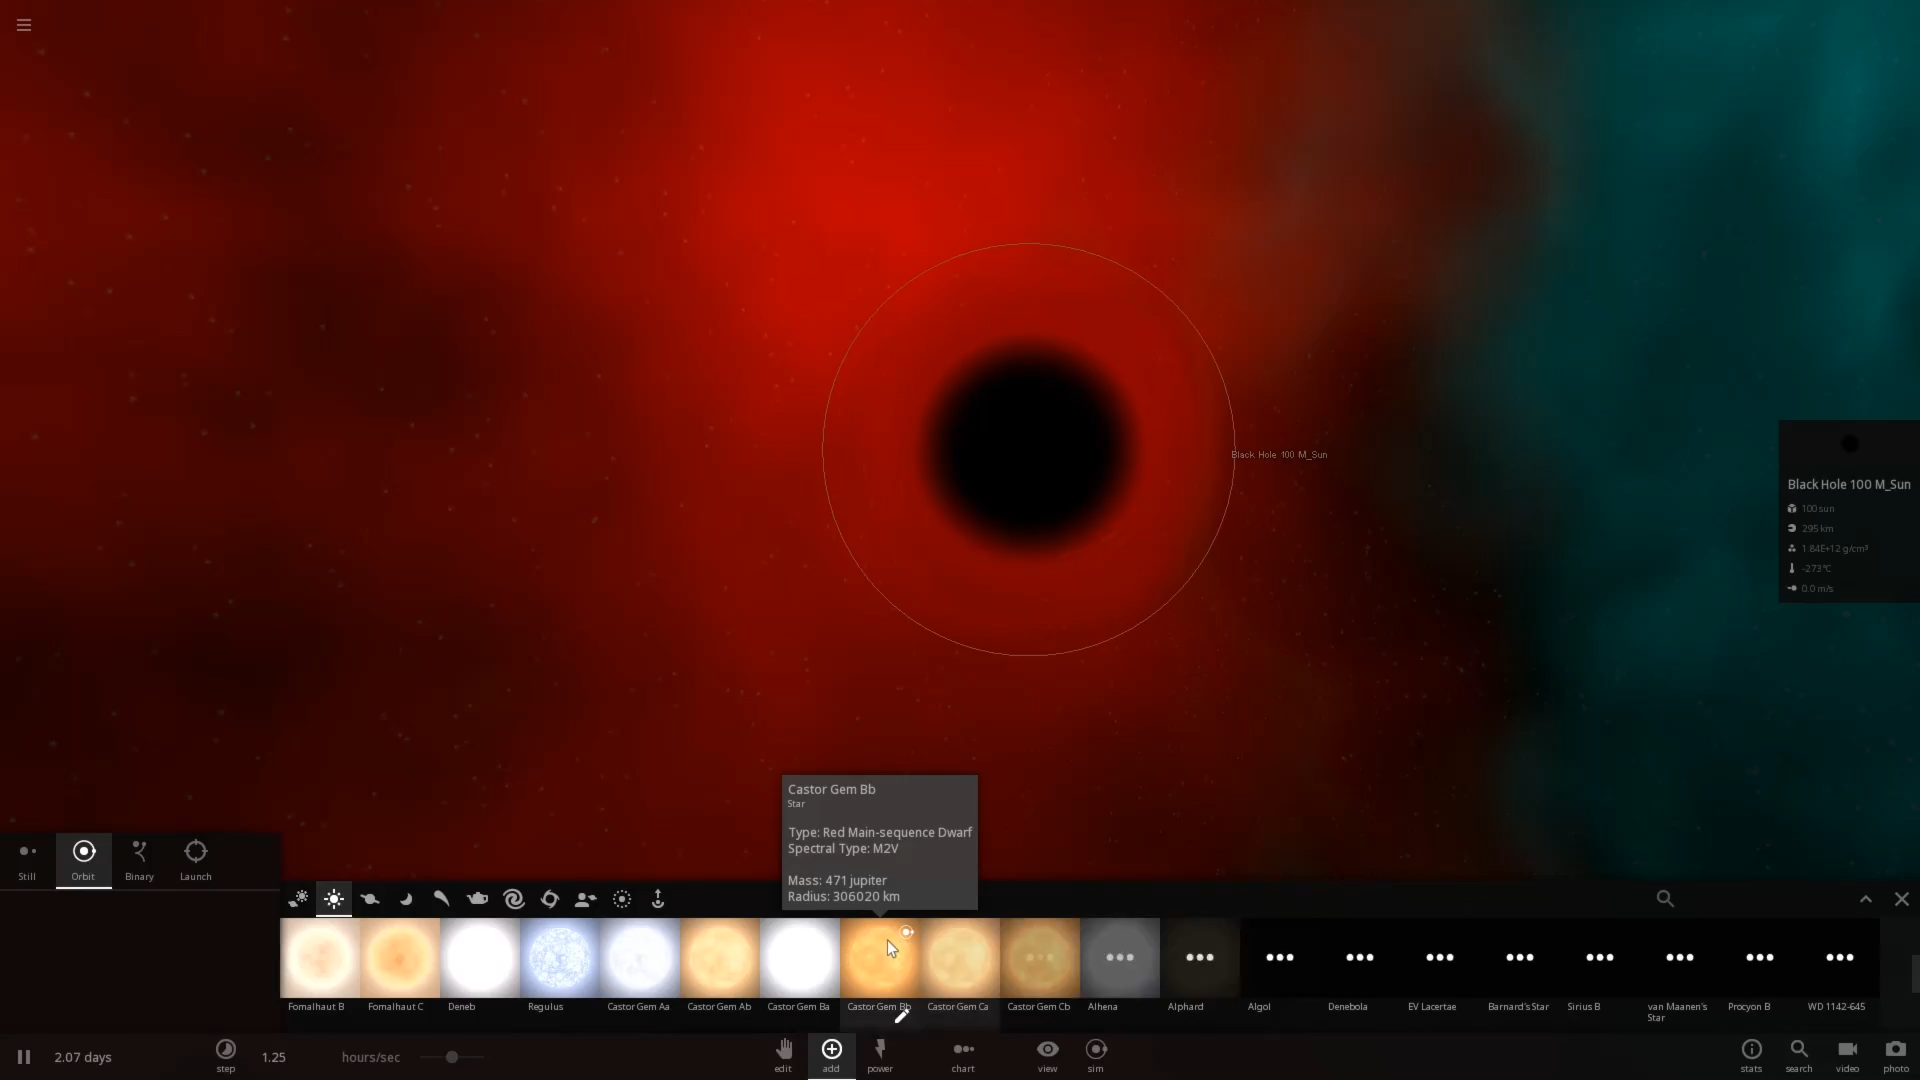 Black Hole 100 M_Sun
Black Hole 100 M_Sun
100 sun
295 km
1.84E+12 g/cm³
-273 °C
0.0 m/s
Castor Gem Bb
Star
Type: Red Main-sequence Dwarf
Spectral Type: M2V
Mass: 471 jupiter
Radius: 306020 km
Still
Orbit
Binary
Launch
Fomalhaut B
Fomalhaut C
Deneb
Regulus
Castor Gem Aa
Castor Gem Ab
Castor Gem Ba
Castor Gem Bb
Castor Gem Ca
Castor Gem Cb
Alhena
Alphard
Algol
Denebola
EV Lacertae
Barnard's Star
Sirius B
van Maanen's
Star
Procyon B
WD 1142-645
2.07 days
step
1.25
hours/sec
edit
add
power
chart
view
sim
stats
search
video
photo